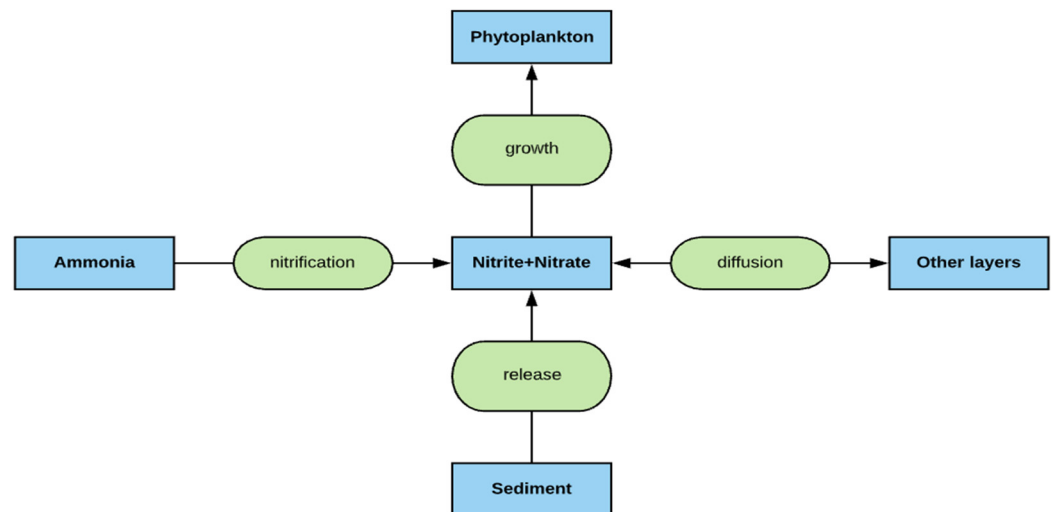 Phytoplankton
growth
Ammonia
nitrification
Nitrite+Nitrate
diffusion
Other layers
release
Sediment